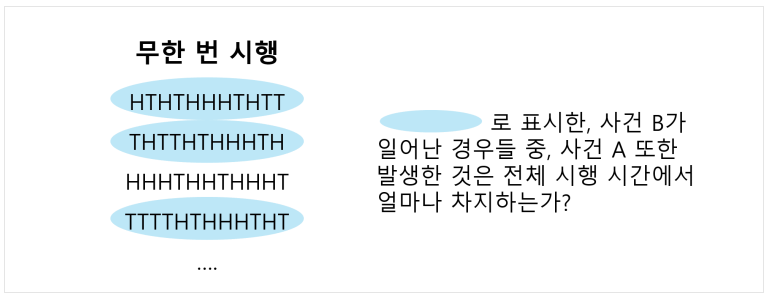 무한 번 시행
HTHTHHHTHTT
THTTHTHHHTH
HHHTHHTHHHT
TTTTHTHHHTHT
....
로 표시한, 사건 B가
일어난 경우들 중, 사건 A 또한
발생한 것은 전체 시행 시간에서
얼마나 차지하는가?